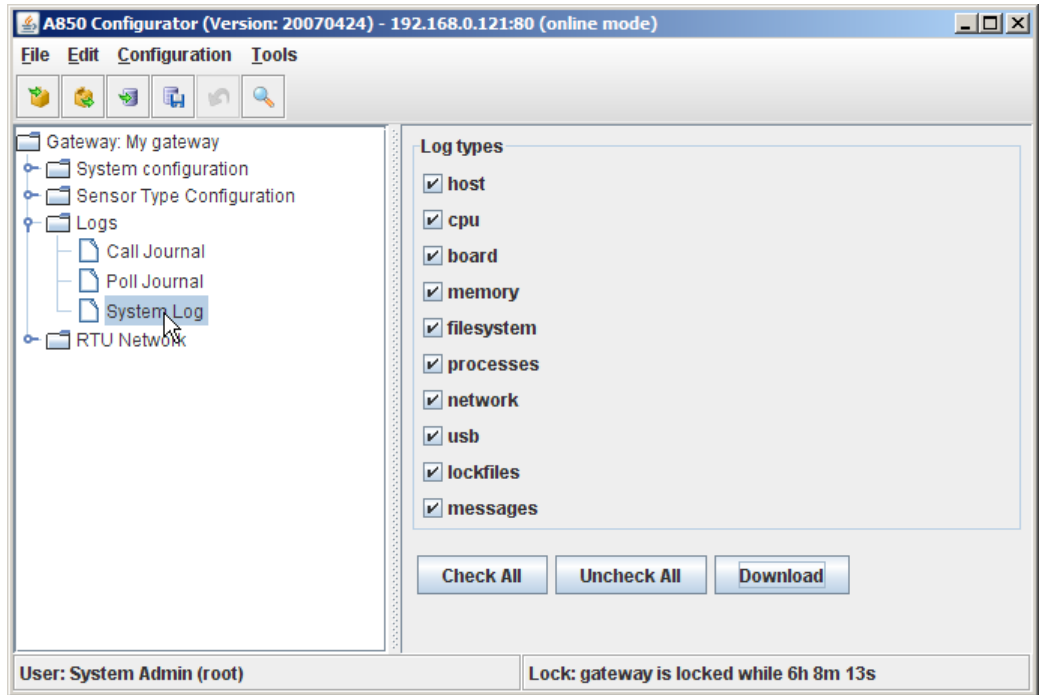 A850 Configurator (Version: 20070424) - 192.168.0.121:80 (online mode)
File Edit Configuration Tools
Gateway: My gateway
System configuration
Sensor Type Configuration
Logs
Call Journal
Poll Journal
System Log
RTU Network
Log types
host
cpu
board
memory
filesystem
processes
network
usb
lockfiles
messages
Check All Uncheck All Download
User: System Admin (root) Lock: gateway is locked while 6h 8m 13s